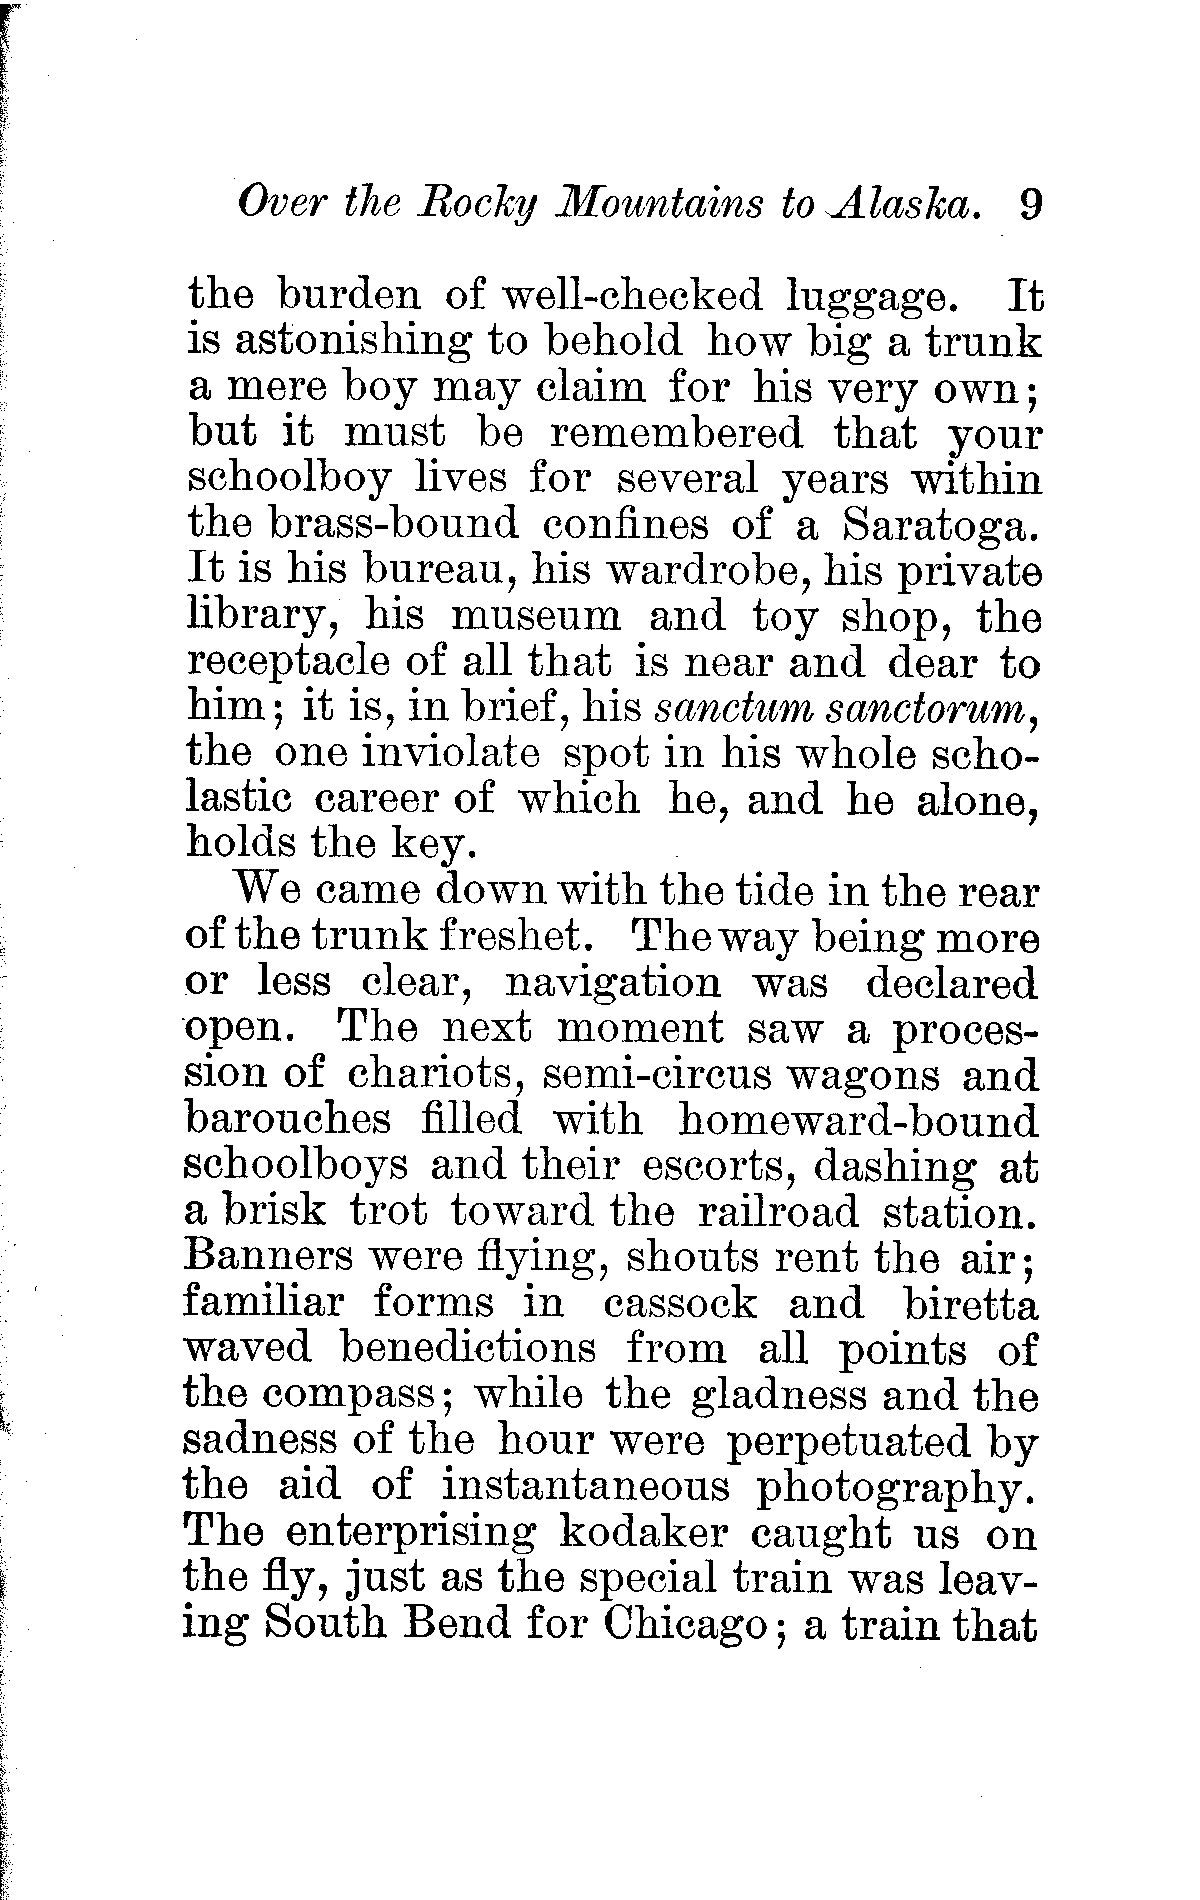 Over the Rocky Mountains to Alaska. 9
the burden of well-checked luggage. It
is astonishing to behold how big a trunk
a mere boy may claim for his very own;
but it must be remembered that your
schoolboy lives for several years within
the brass-bound confines of a Saratoga.
It is his bureau, his wardrobe, his private
library, his museum and toy shop, the
receptacle of all that is near and dear to
him; it is, in brief, his sanctum sanctorum,
the one inviolate spot in his whole scho-
lastic career of which he, and he alone,
holds the key.
We came down with the tide in the rear
of the trunk freshet. The way being more
or less clear, navigation was declared
open. The next moment saw a proces-
sion of chariots, semi-circus wagons and
barouches filled with homeward-bound
schoolboys and their escorts, dashing at
a brisk trot toward the railroad station.
Banners were flying, shouts rent the air;
familiar forms in cassock and biretta
waved benedictions from all points of
the compass; while the gladness and the
sadness of the hour were perpetuated by
the aid of instantaneous photography.
The enterprising kodaker caught us on
the fly, just as the special train was leav-
ing South Bend for Chicago; a train that